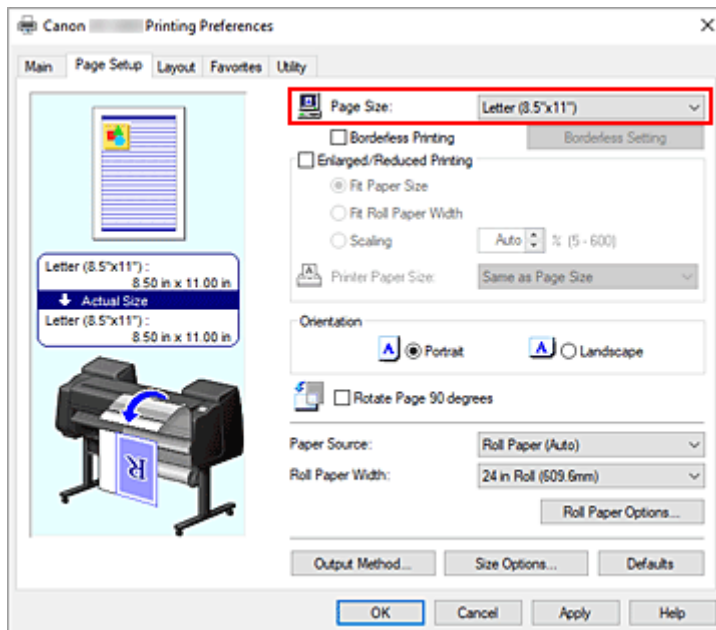 Canon Printing Preferences
Main Page Setup Layout Favorites Utility
Page Size: Letter (8.5"x11")
Borderless Printing Borderless Setting
Enlarged/Reduced Printing
Fit Paper Size
Fit Roll Paper Width
Scaling Auto % (5 - 600)
Printer Paper Size: Same as Page Size
Letter (8.5"x11") :
8.50 in x 11.00 in
Actual Size
Letter (8.5"x11") :
8.50 in x 11.00 in
Orientation
A Portrait A Landscape
Rotate Page 90 degrees
R
Paper Source: Roll Paper (Auto)
Roll Paper Width: 24 in Roll (609.6mm)
Roll Paper Options...
Output Method... Size Options... Defaults
OK Cancel Apply Help